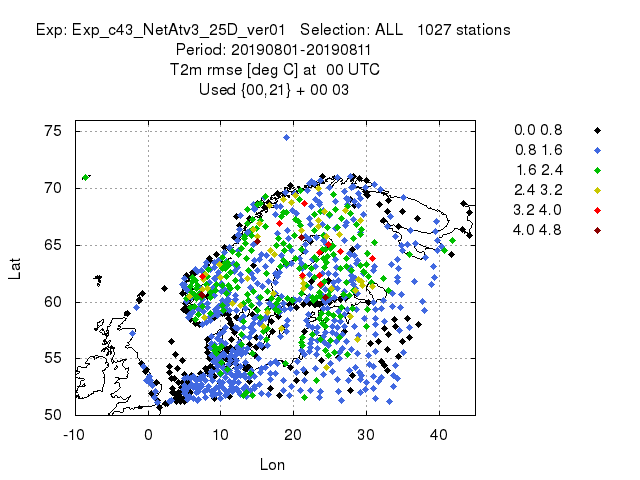 Exp: Exp_c43_NetAtv3_25D_ver01   Selection: ALL   1027 stations
Period: 20190801-20190811
T2m rmse [deg C] at  00 UTC
Used {00,21} + 00 03
0.0 0.8
0.8 1.6
1.6 2.4
2.4 3.2
3.2 4.0
4.0 4.8
75
70
65
60
55
50
Lat
-10 0 10 20 30 40
Lon